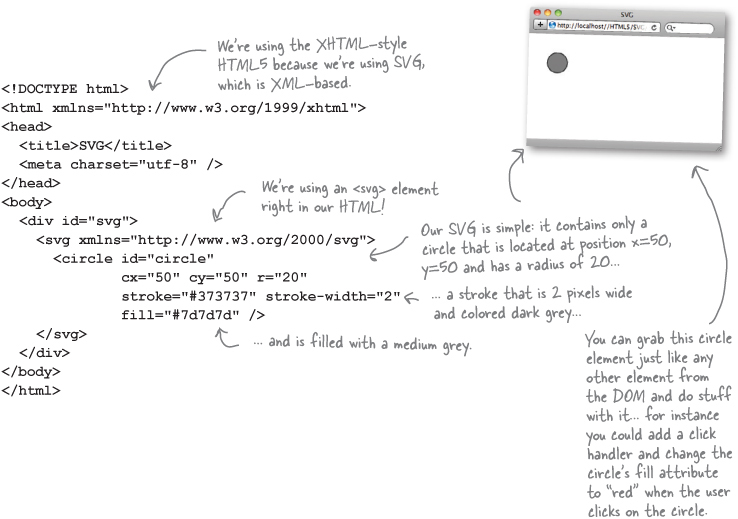 SVG
http://localhost//HTML5/SVG
We're using the XHTML-style
HTML5 because we're using SVG,
which is XML-based.
<!DOCTYPE html>
<html xmlns="http://www.w3.org/1999/xhtml">
<head>
<title>SVG</title>
<meta charset="utf-8" />
</head>
<body>
We're using an <svg> element
right in our HTML!
<div id="svg">
<svg xmlns="http://www.w3.org/2000/svg">
<circle id="circle"
cx="50" cy="50" r="20"
stroke="#373737" stroke-width="2"
fill="#7d7d7d" />
</svg>
</div>
</body>
</html>
Our SVG is simple: it contains only a
circle that is located at position x=50,
y=50 and has a radius of 20...
... a stroke that is 2 pixels wide
and colored dark grey...
... and is filled with a medium grey.
You can grab this circle
element just like any
other element from
the DOM and do stuff
with it... for instance
you could add a click
handler and change the
circle's fill attribute
to "red" when the user
clicks on the circle.